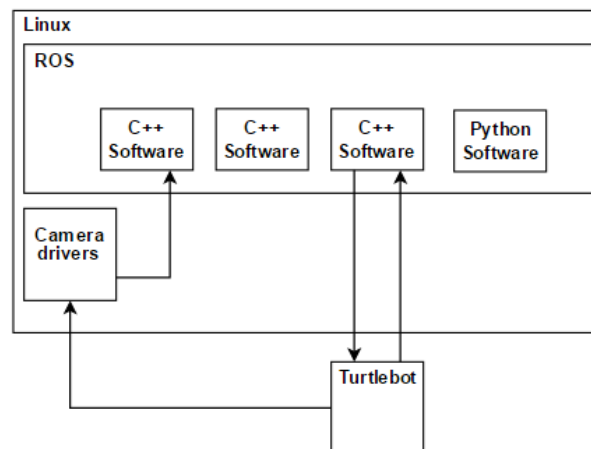 Linux
ROS
C++
Software
C++
Software
C++
Software
Python
Software
Camera
drivers
Turtlebot